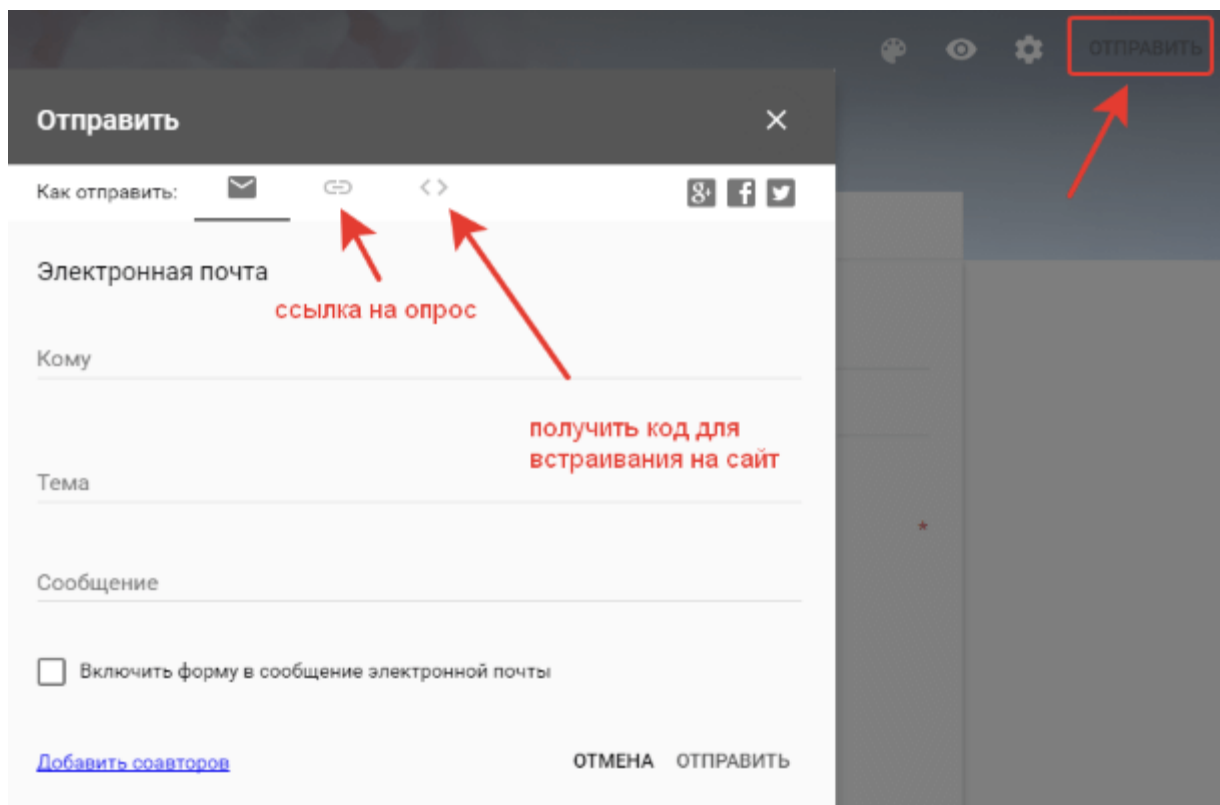 ОТПРАВИТЬ
Отправить
Как отправить:
Электронная почта
ссылка на опрос
Кому
получить код для
встраивания на сайт
Тема
*
Сообщение
Включить форму в сообщение электронной почты
Добавить соавторов ОТМЕНА ОТПРАВИТЬ